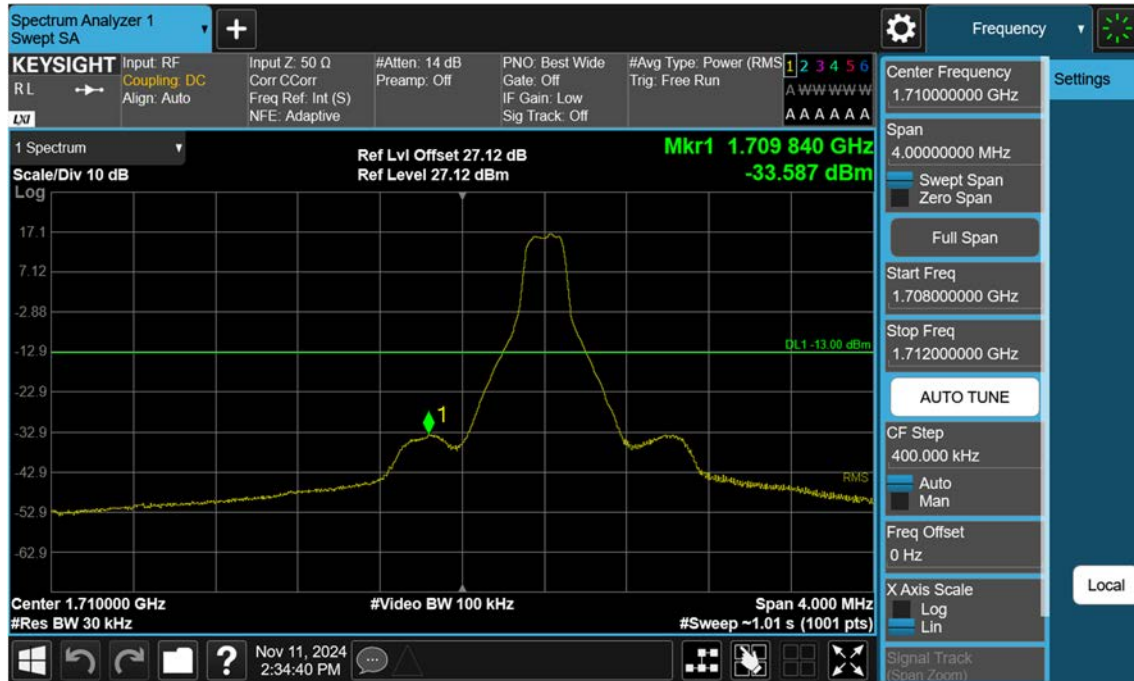 Spectrum Analyzer 1
Swept SA
+
Frequency
KEYSIGHT
R L
LXI
Input: RF
Coupling: DC
Align: Auto
Input Z: 50 Ω
Corr CCorr
Freq Ref: Int (S)
NFE: Adaptive
#Atten: 14 dB
Preamp: Off
PNO: Best Wide
Gate: Off
IF Gain: Low
Sig Track: Off
#Avg Type: Power (RMS
Trig: Free Run
1 2 3 4 5 6
A W W W W W
A A A A A A
1 Spectrum
Scale/Div 10 dB
Ref Lvl Offset 27.12 dB
Ref Level 27.12 dBm
Mkr1 1.709 840 GHz
-33.587 dBm
Log
17.1
7.12
-2.88
-12.9
-22.9
-32.9
-42.9
-52.9
-62.9
DL1 -13.00 dBm
1
RMS
Center 1.710000 GHz
#Video BW 100 kHz
Span 4.000 MHz
#Res BW 30 kHz
#Sweep ~1.01 s (1001 pts)
?
Nov 11, 2024
2:34:40 PM
Center Frequency
1.710000000 GHz
Span
4.00000000 MHz
Swept Span
Zero Span
Full Span
Start Freq
1.708000000 GHz
Stop Freq
1.712000000 GHz
AUTO TUNE
CF Step
400.000 kHz
Auto
Man
Freq Offset
0 Hz
X Axis Scale
Log
Lin
Signal Track
(Span Zoom)
Settings
Local